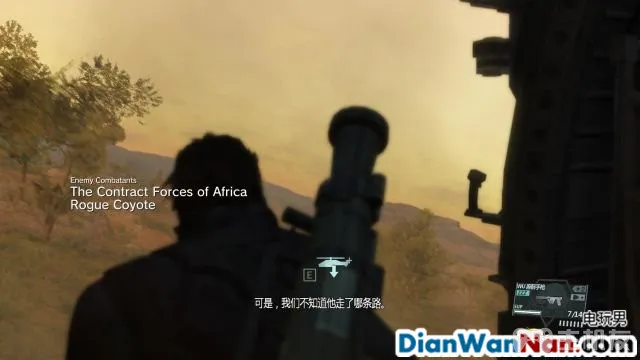 Enemy Combatants
The Contract Forces of Africa
Rogue Coyote
E
可是，我们不知道他走了哪条路。
7/14
电玩男
DianWanNan.com